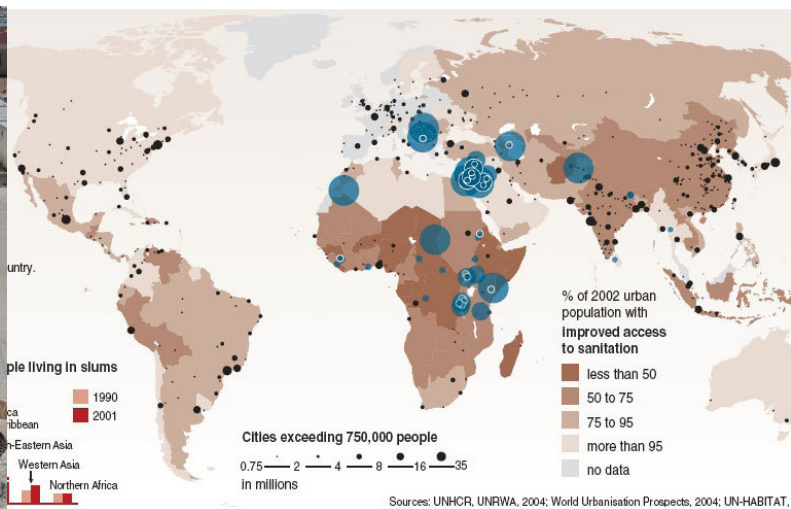 ountry.
ple living in slums
1990
2001
ca
ribbean
n-Eastern Asia
Western Asia
Northern Africa
Cities exceeding 750,000 people
0.75 2 4 8 16 35
in millions
% of 2002 urban
population with
improved access
to sanitation
less than 50
50 to 75
75 to 95
more than 95
no data
Sources: UNHCR, UNRWA, 2004; World Urbanisation Prospects, 2004; UN-HABITAT,